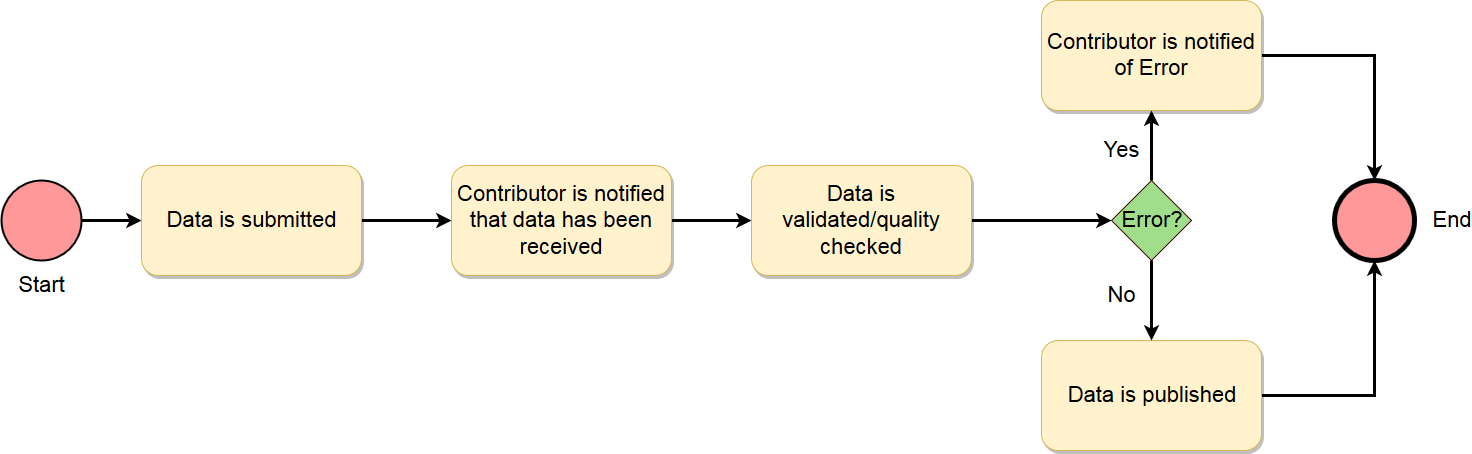 Start
Data is submitted
Contributor is notified
that data has been
received
Data is
validated/quality
checked
Error?
Yes
Contributor is notified
of Error
No
Data is published
End